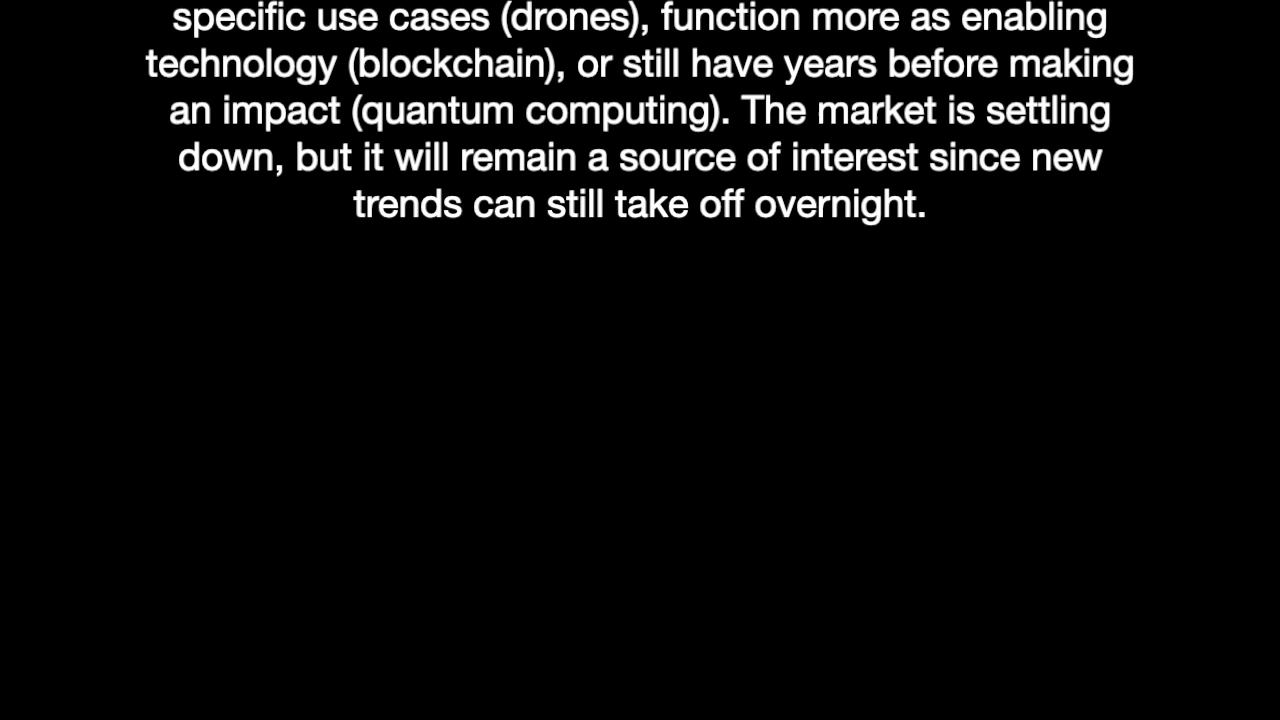 specific use cases (drones), function more as enabling
technology (blockchain), or still have years before making
an impact (quantum computing). The market is settling
down, but it will remain a source of interest since new
trends can still take off overnight.